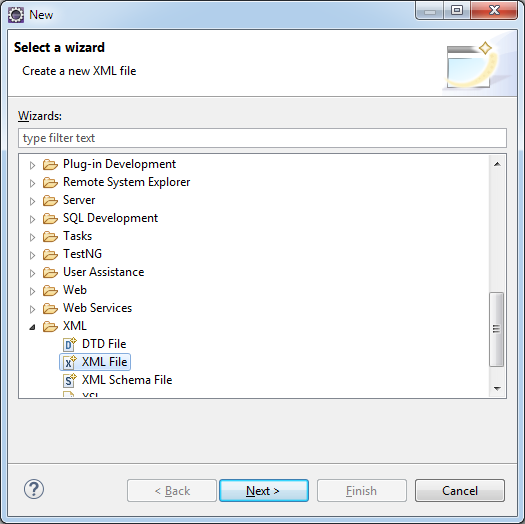 New
Select a wizard
Create a new XML file
Wizards:
type filter text
Plug-in Development
Remote System Explorer
Server
SQL Development
Tasks
TestNG
User Assistance
Web
Web Services
XML
DTD File
XML File
XML Schema File
XSL
< Back
Next >
Finish
Cancel